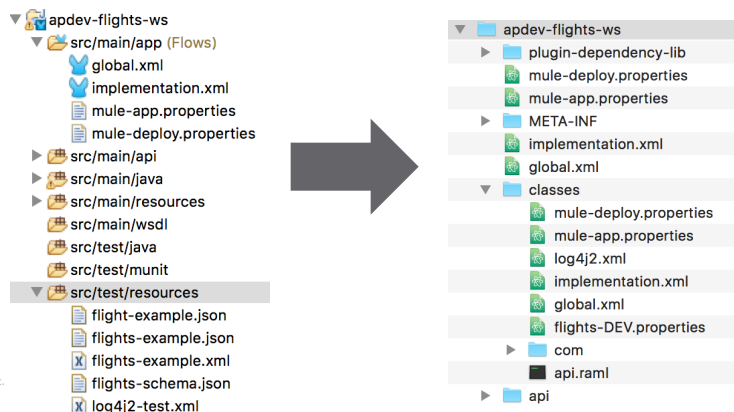 apdev-flights-ws
src/main/app (Flows)
global.xml
implementation.xml
mule-app.properties
mule-deploy.properties
src/main/api
src/main/java
src/main/resources
src/main/wsdl
src/test/java
src/test/munit
src/test/resources
flight-example.json
flights-example.json
flights-example.xml
flights-schema.json
log4j2-test.xml
apdev-flights-ws
plugin-dependency-lib
mule-deploy.properties
mule-app.properties
META-INF
implementation.xml
global.xml
classes
mule-deploy.properties
mule-app.properties
log4j2.xml
implementation.xml
global.xml
flights-DEV.properties
com
api.raml
api